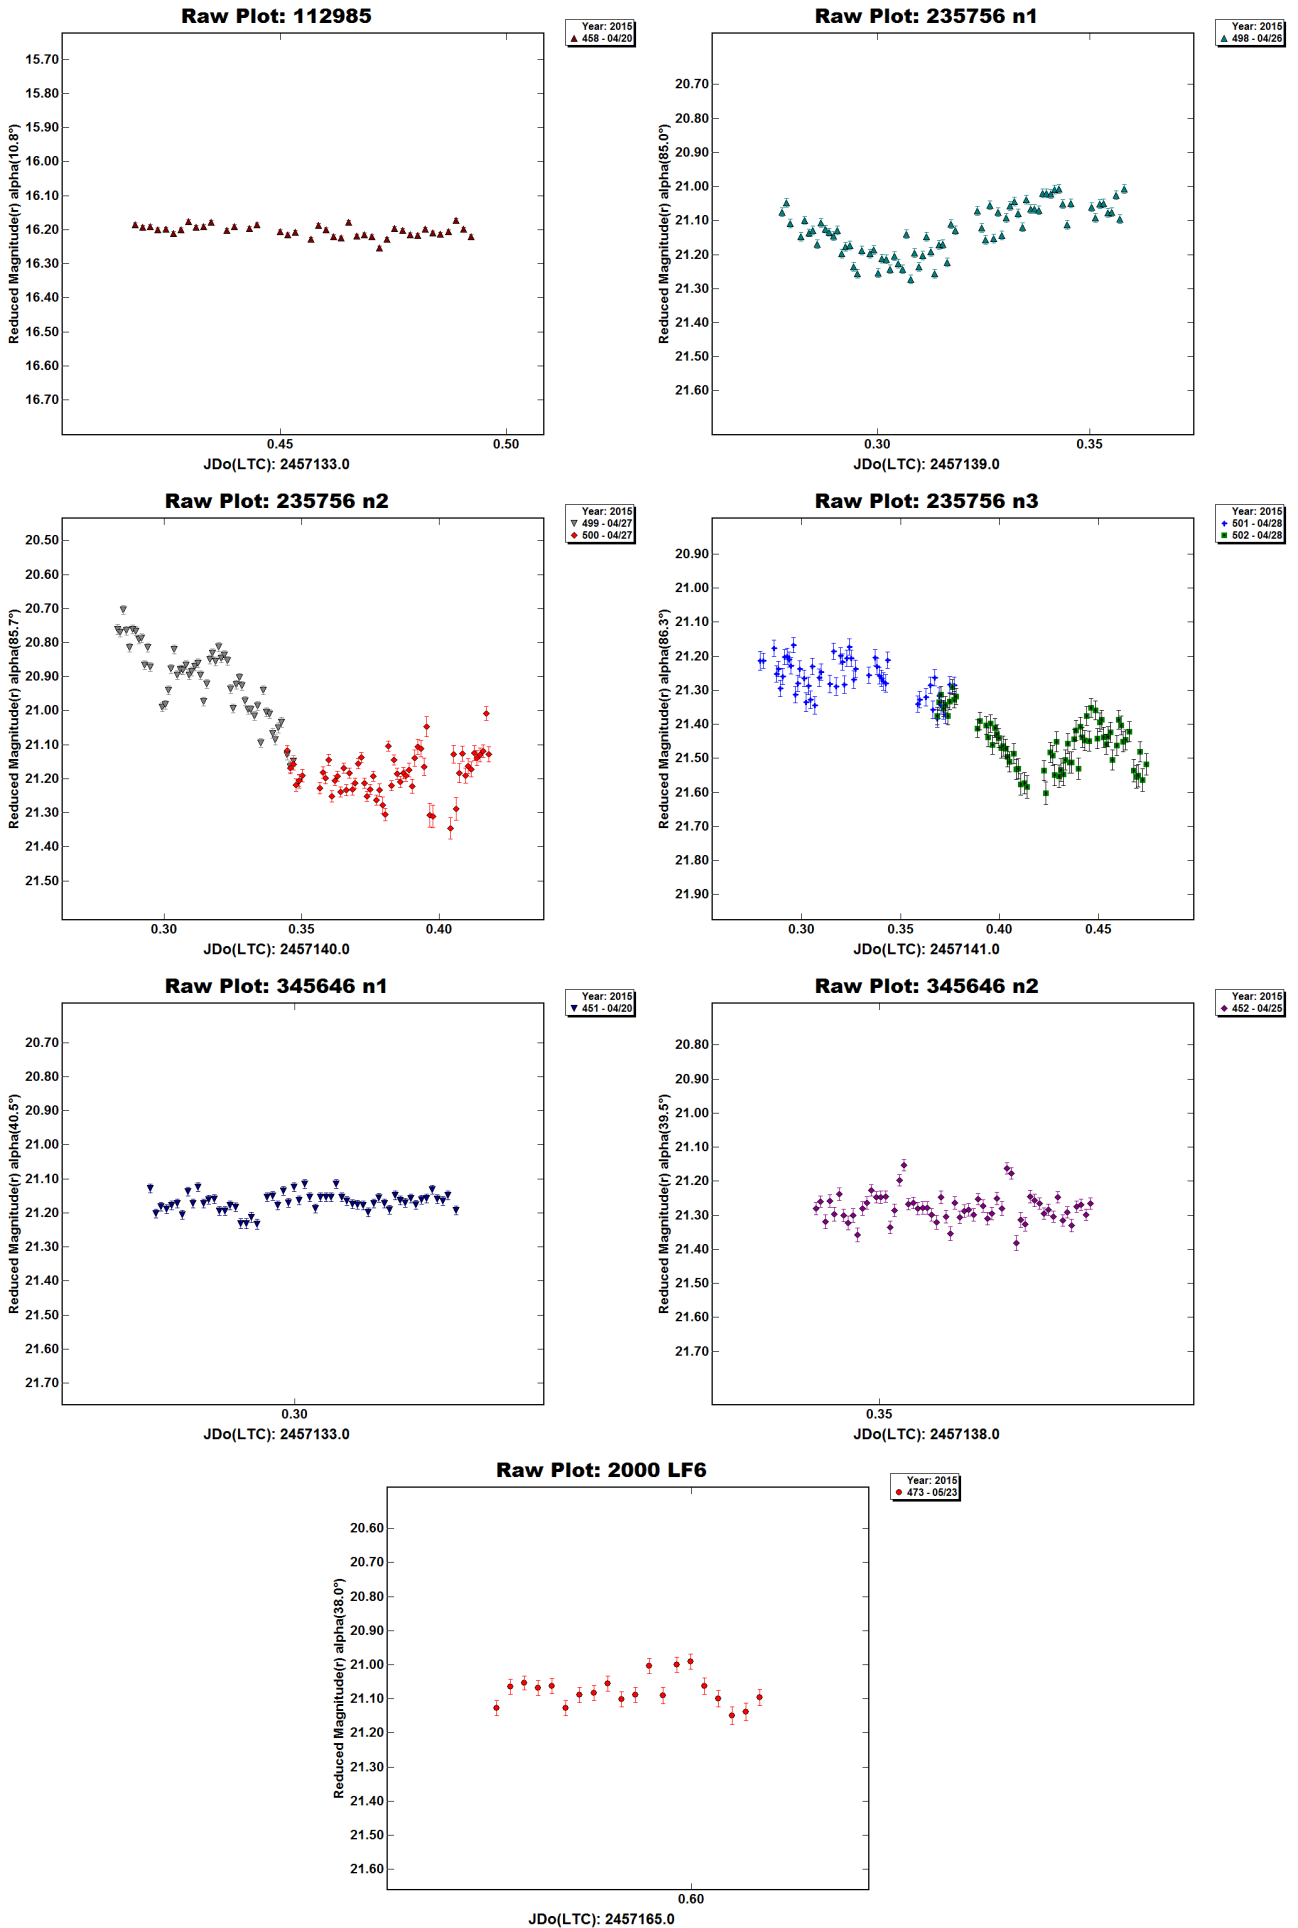 Raw Plot: 112985
Year: 2015
458 - 04/20
Reduced Magnitude(r) alpha(10.8°)
15.70
15.80
15.90
16.00
16.10
16.20
16.30
16.40
16.50
16.60
16.70
0.45 0.50
JDo(LTC): 2457133.0
Raw Plot: 235756 n1
Year: 2015
498 - 04/26
Reduced Magnitude(r) alpha(85.0°)
20.70
20.80
20.90
21.00
21.10
21.20
21.30
21.40
21.50
21.60
0.30 0.35
JDo(LTC): 2457139.0
Raw Plot: 235756 n2
Year: 2015
499 - 04/27
500 - 04/27
Reduced Magnitude(r) alpha(85.7°)
20.50
20.60
20.70
20.80
20.90
21.00
21.10
21.20
21.30
21.40
21.50
0.30 0.35 0.40
JDo(LTC): 2457140.0
Raw Plot: 235756 n3
Year: 2015
501 - 04/28
502 - 04/28
Reduced Magnitude(r) alpha(86.3°)
20.90
21.00
21.10
21.20
21.30
21.40
21.50
21.60
21.70
21.80
21.90
0.30 0.35 0.40 0.45
JDo(LTC): 2457141.0
Raw Plot: 345646 n1
Year: 2015
451 - 04/20
Reduced Magnitude(r) alpha(40.5°)
20.70
20.80
20.90
21.00
21.10
21.20
21.30
21.40
21.50
21.60
21.70
0.30
JDo(LTC): 2457133.0
Raw Plot: 345646 n2
Year: 2015
452 - 04/25
Reduced Magnitude(r) alpha(39.5°)
20.80
20.90
21.00
21.10
21.20
21.30
21.40
21.50
21.60
21.70
0.35
JDo(LTC): 2457138.0
Raw Plot: 2000 LF6
Year: 2015
473 - 05/23
Reduced Magnitude(r) alpha(38.0°)
20.60
20.70
20.80
20.90
21.00
21.10
21.20
21.30
21.40
21.50
21.60
0.60
JDo(LTC): 2457165.0